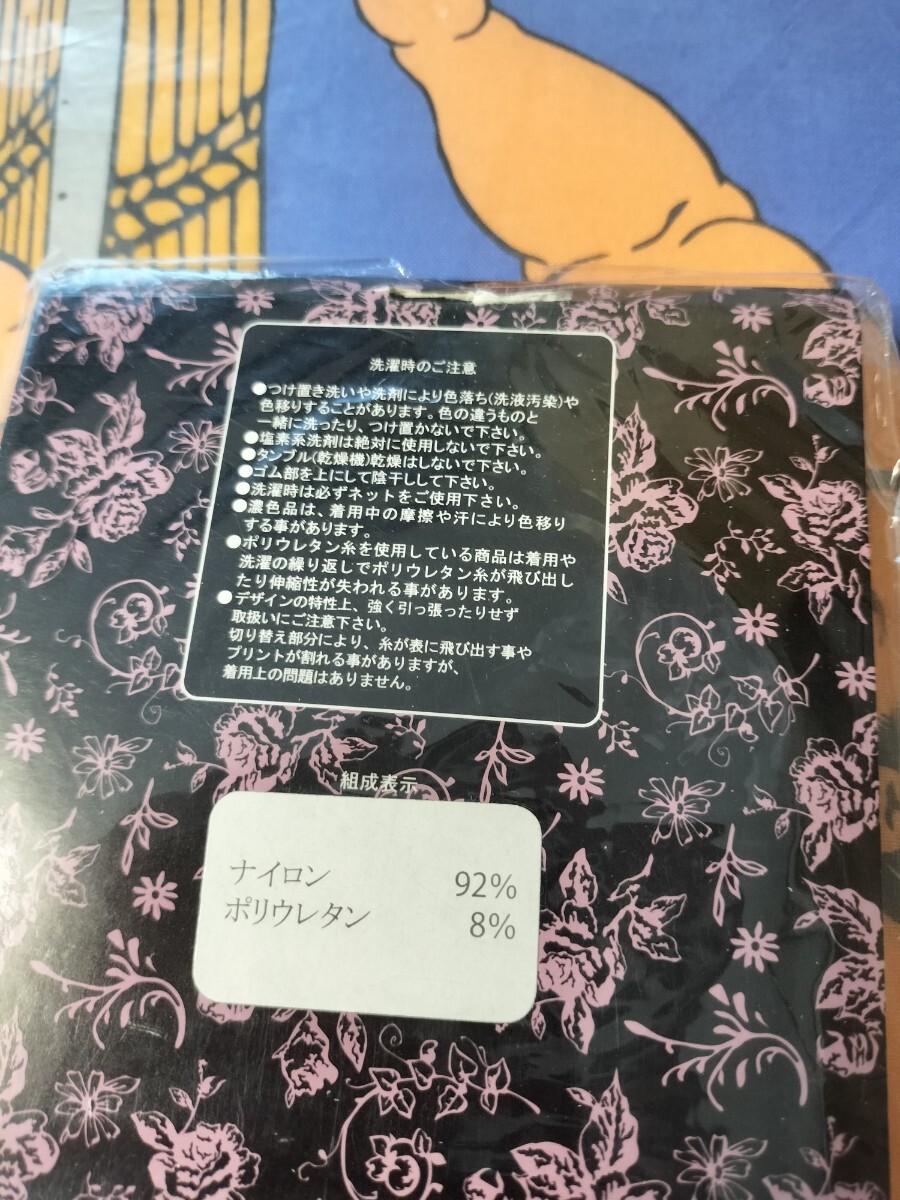 洗濯時のご注意
●つけ置き洗いや洗剤により色落ち(洗液汚染)や
色移りすることがあります。色の違うものと
一緒に洗ったり、つけ置かないで下さい。
●塩素系洗剤は絶対に使用しないで下さい。
●タンブル(乾燥機)乾燥はしないで下さい。
●ゴム部を上にして陰干しして下さい。
●洗濯時は必ずネットをご使用下さい。
●濃色品は、着用中の摩擦や汗により色移り
する事があります。
●ポリウレタン糸を使用している商品は着用や
洗濯の繰り返しでポリウレタン糸が飛び出し
たり伸縮性が失われる事があります。
●デザインの特性上、強く引っ張ったりせず
取扱いにご注意下さい。
切り替え部分により、糸が表に飛び出す事や
プリントが割れる事がありますが、
着用上の問題はありません。
組成表示
ナイロン 92%
ポリウレタン 8%